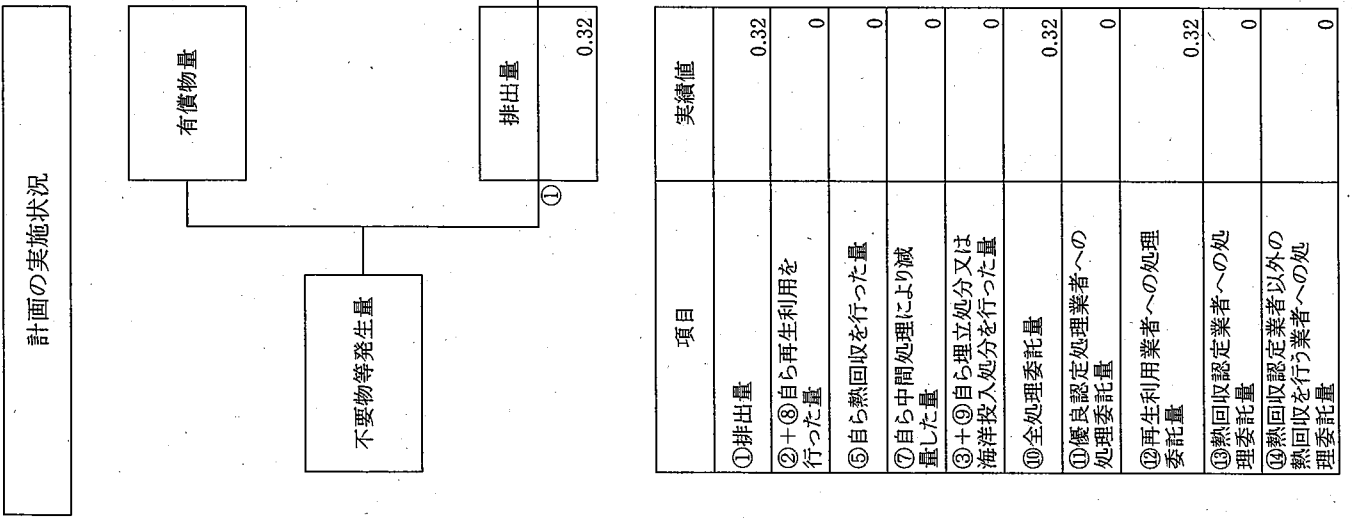 計画の実施状況
有償物量
不要物等発生量
①
排出量
0.32
項目
実績値
①排出量
0.32
②+⑧自ら再生利用を
行った量
0
⑤自ら熱回収を行った量
0
⑦自ら中間処理により減
量した量
0
③+⑨自ら埋立処分又は
海洋投入処分を行った量
0
⑩全処理委託量
0.32
⑪優良認定処理業者への
処理委託量
0
⑫再生利用業者への処理
委託量
0.32
⑬熱回収認定業者への処
理委託量
0
⑭熱回収認定業者以外の
熱回収を行う業者への処
理委託量
0